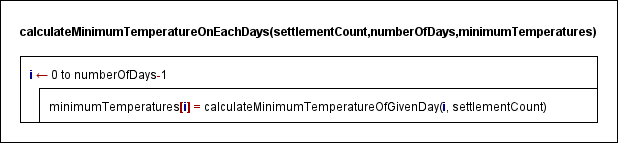 calculateMinimumTemperatureOnEachDays(settlementCount,numberOfDays,minimumTemperatures)
i ← 0 to numberOfDays-1
minimumTemperatures[i] = calculateMinimumTemperatureOfGivenDay(i, settlementCount)